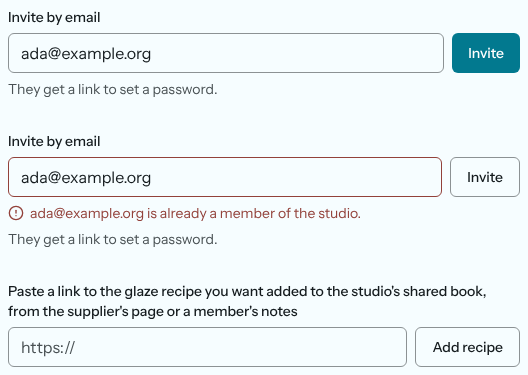 Invite by email
ada@example.org Invite
They get a link to set a password.
Invite by email
ada@example.org Invite
ada@example.org is already a member of the studio.
They get a link to set a password.
Paste a link to the glaze recipe you want added to the studio's shared book,
from the supplier's page or a member's notes
https:// Add recipe